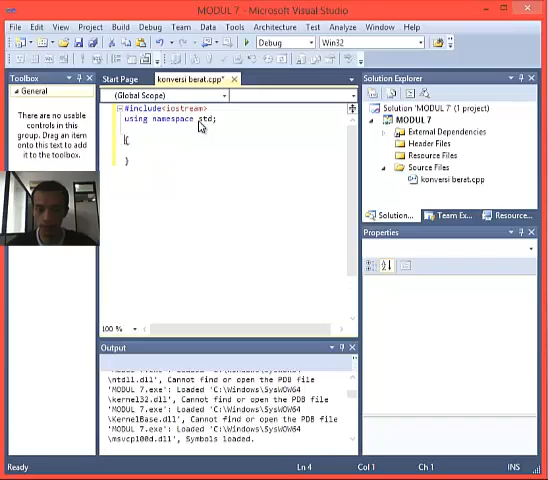 MODUL 7 - Microsoft Visual Studio
File Edit View Project Build Debug Team Data Tools Architecture Test Analyze Window Help
Debug Win32
Toolbox
General
There are no usable
controls in this
group. Drag an item
onto this text to add
it to the toolbox.
Start Page konversi berat.cpp*
(Global Scope)
#include<iostream>
using namespace std;
{
}
100 %
Output
\ntdll.dll', Cannot find or open the PDB file
'MODUL 7.exe': Loaded 'C:\Windows\SysWOW64
\kernel32.dll', Cannot find or open the PDB file
'MODUL 7.exe': Loaded 'C:\Windows\SysWOW64
\KernelBase.dll', Cannot find or open the PDB file
'MODUL 7.exe': Loaded 'C:\Windows\SysWOW64
\msvcp100d.dll', Symbols loaded.
Solution Explorer
Solution 'MODUL 7' (1 project)
MODUL 7
External Dependencies
Header Files
Resource Files
Source Files
konversi berat.cpp
Solution... Team Ex... Resource...
Properties
Ready Ln 4 Col 1 Ch 1 INS